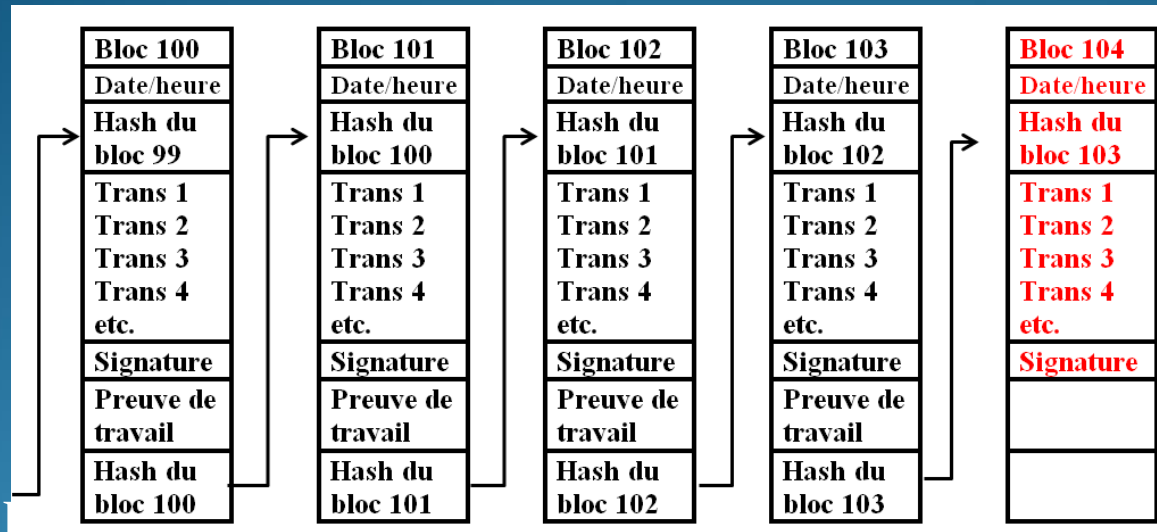 Bloc 100
Date/heure
Hash du
bloc 99
Trans 1
Trans 2
Trans 3
Trans 4
etc.
Signature
Preuve de
travail
Hash du
bloc 100
Bloc 101
Date/heure
Hash du
bloc 100
Trans 1
Trans 2
Trans 3
Trans 4
etc.
Signature
Preuve de
travail
Hash du
bloc 101
Bloc 102
Date/heure
Hash du
bloc 101
Trans 1
Trans 2
Trans 3
Trans 4
etc.
Signature
Preuve de
travail
Hash du
bloc 102
Bloc 103
Date/heure
Hash du
bloc 102
Trans 1
Trans 2
Trans 3
Trans 4
etc.
Signature
Preuve de
travail
Hash du
bloc 103
Bloc 104
Date/heure
Hash du
bloc 103
Trans 1
Trans 2
Trans 3
Trans 4
etc.
Signature